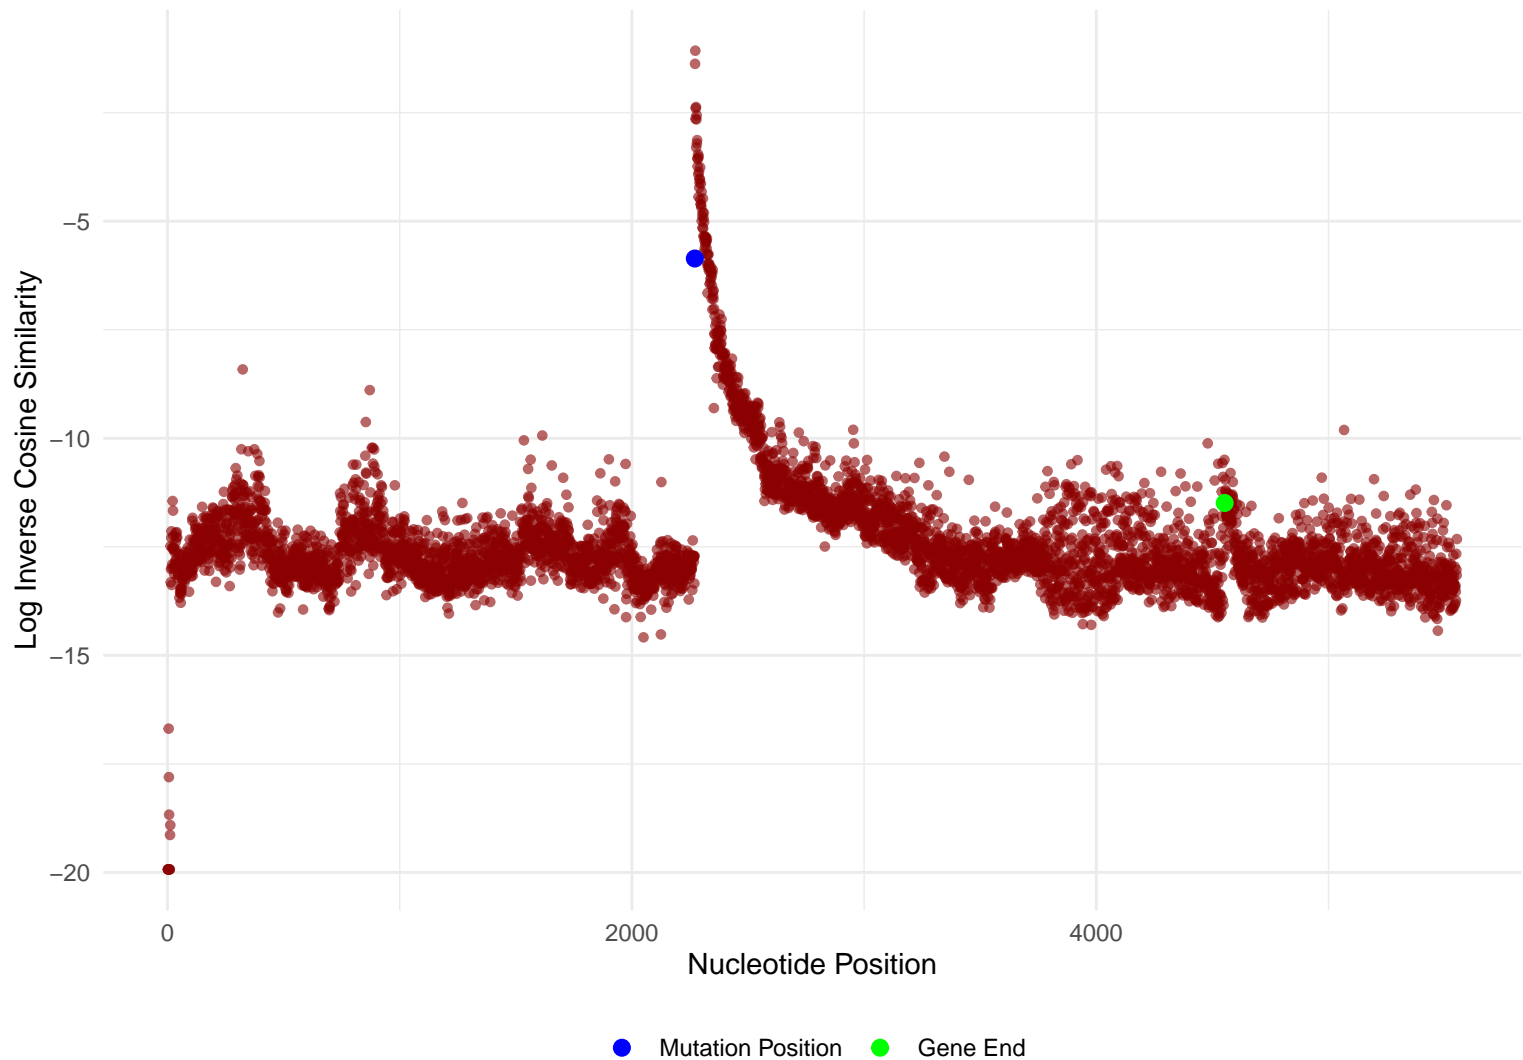 Log Inverse Cosine Similarity
−5
−10
−15
−20
0
2000
4000
Nucleotide Position
Mutation Position
Gene End